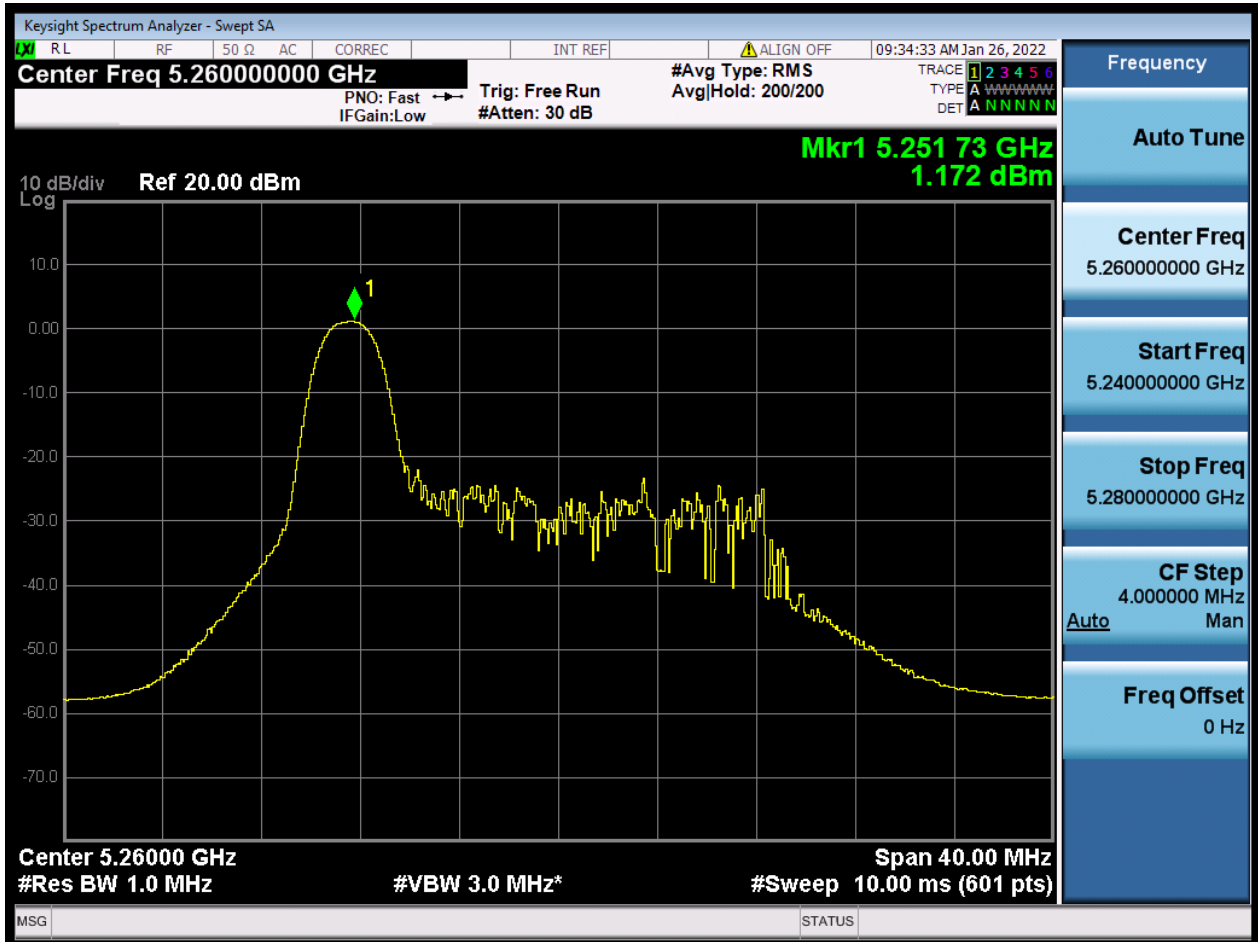 Keysight Spectrum Analyzer - Swept SA
LXI RL RF 50 Ω AC CORREC INT REF ALIGN OFF 09:34:33 AM Jan 26, 2022
Center Freq 5.260000000 GHz
PNO: Fast
IFGain:Low
Trig: Free Run
#Atten: 30 dB
#Avg Type: RMS
Avg|Hold: 200/200
TRACE 1 2 3 4 5 6
TYPE A WWWWW
DET A N N N N N
Mkr1 5.251 73 GHz
1.172 dBm
10 dB/div Ref 20.00 dBm
Log
10.0
1
0.00
-10.0
-20.0
-30.0
-40.0
-50.0
-60.0
-70.0
Center 5.26000 GHz Span 40.00 MHz
#Res BW 1.0 MHz #VBW 3.0 MHz* #Sweep 10.00 ms (601 pts)
MSG STATUS
Frequency
Auto Tune
Center Freq
5.260000000 GHz
Start Freq
5.240000000 GHz
Stop Freq
5.280000000 GHz
CF Step
4.000000 MHz
Auto Man
Freq Offset
0 Hz